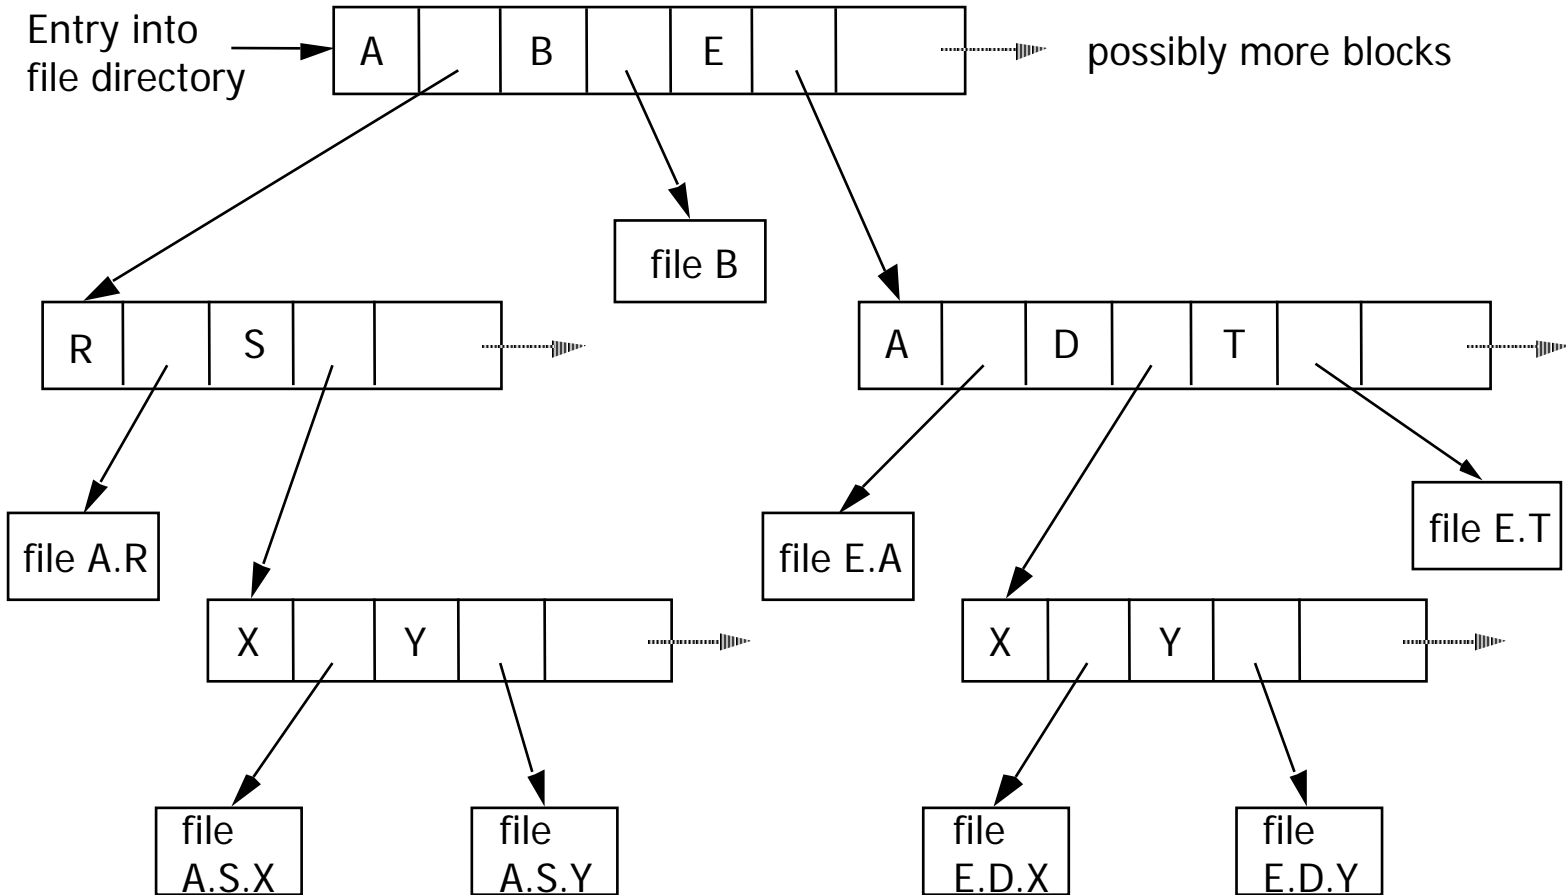 Entry into
file directory
A B E
possibly more blocks
file B
R S
A D T
file A.R
file E.A
file E.T
X Y
X Y
file
A.S.X
file
A.S.Y
file
E.D.X
file
E.D.Y